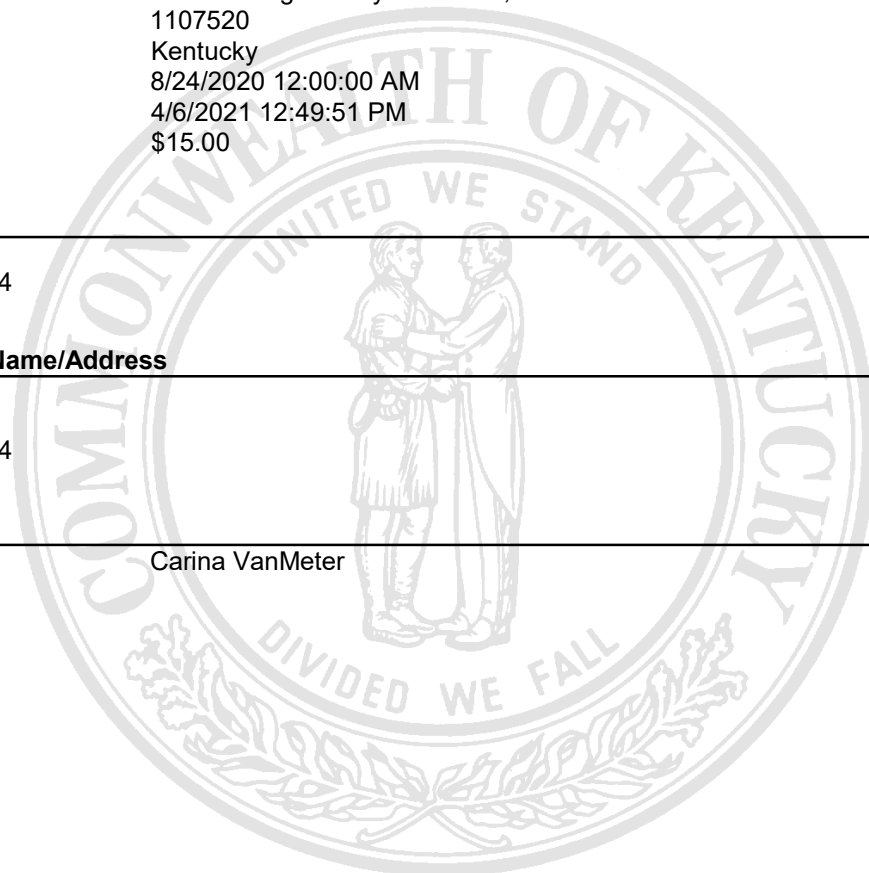 1107520
Kentucky
8/24/2020 12:00:00 AM
4/6/2021 12:49:51 PM
$15.00
COMMONWEALTH OF KENTUCKY
UNITED WE STAND
4
Name/Address
4
Carina VanMeter
DIVIDED WE FALL